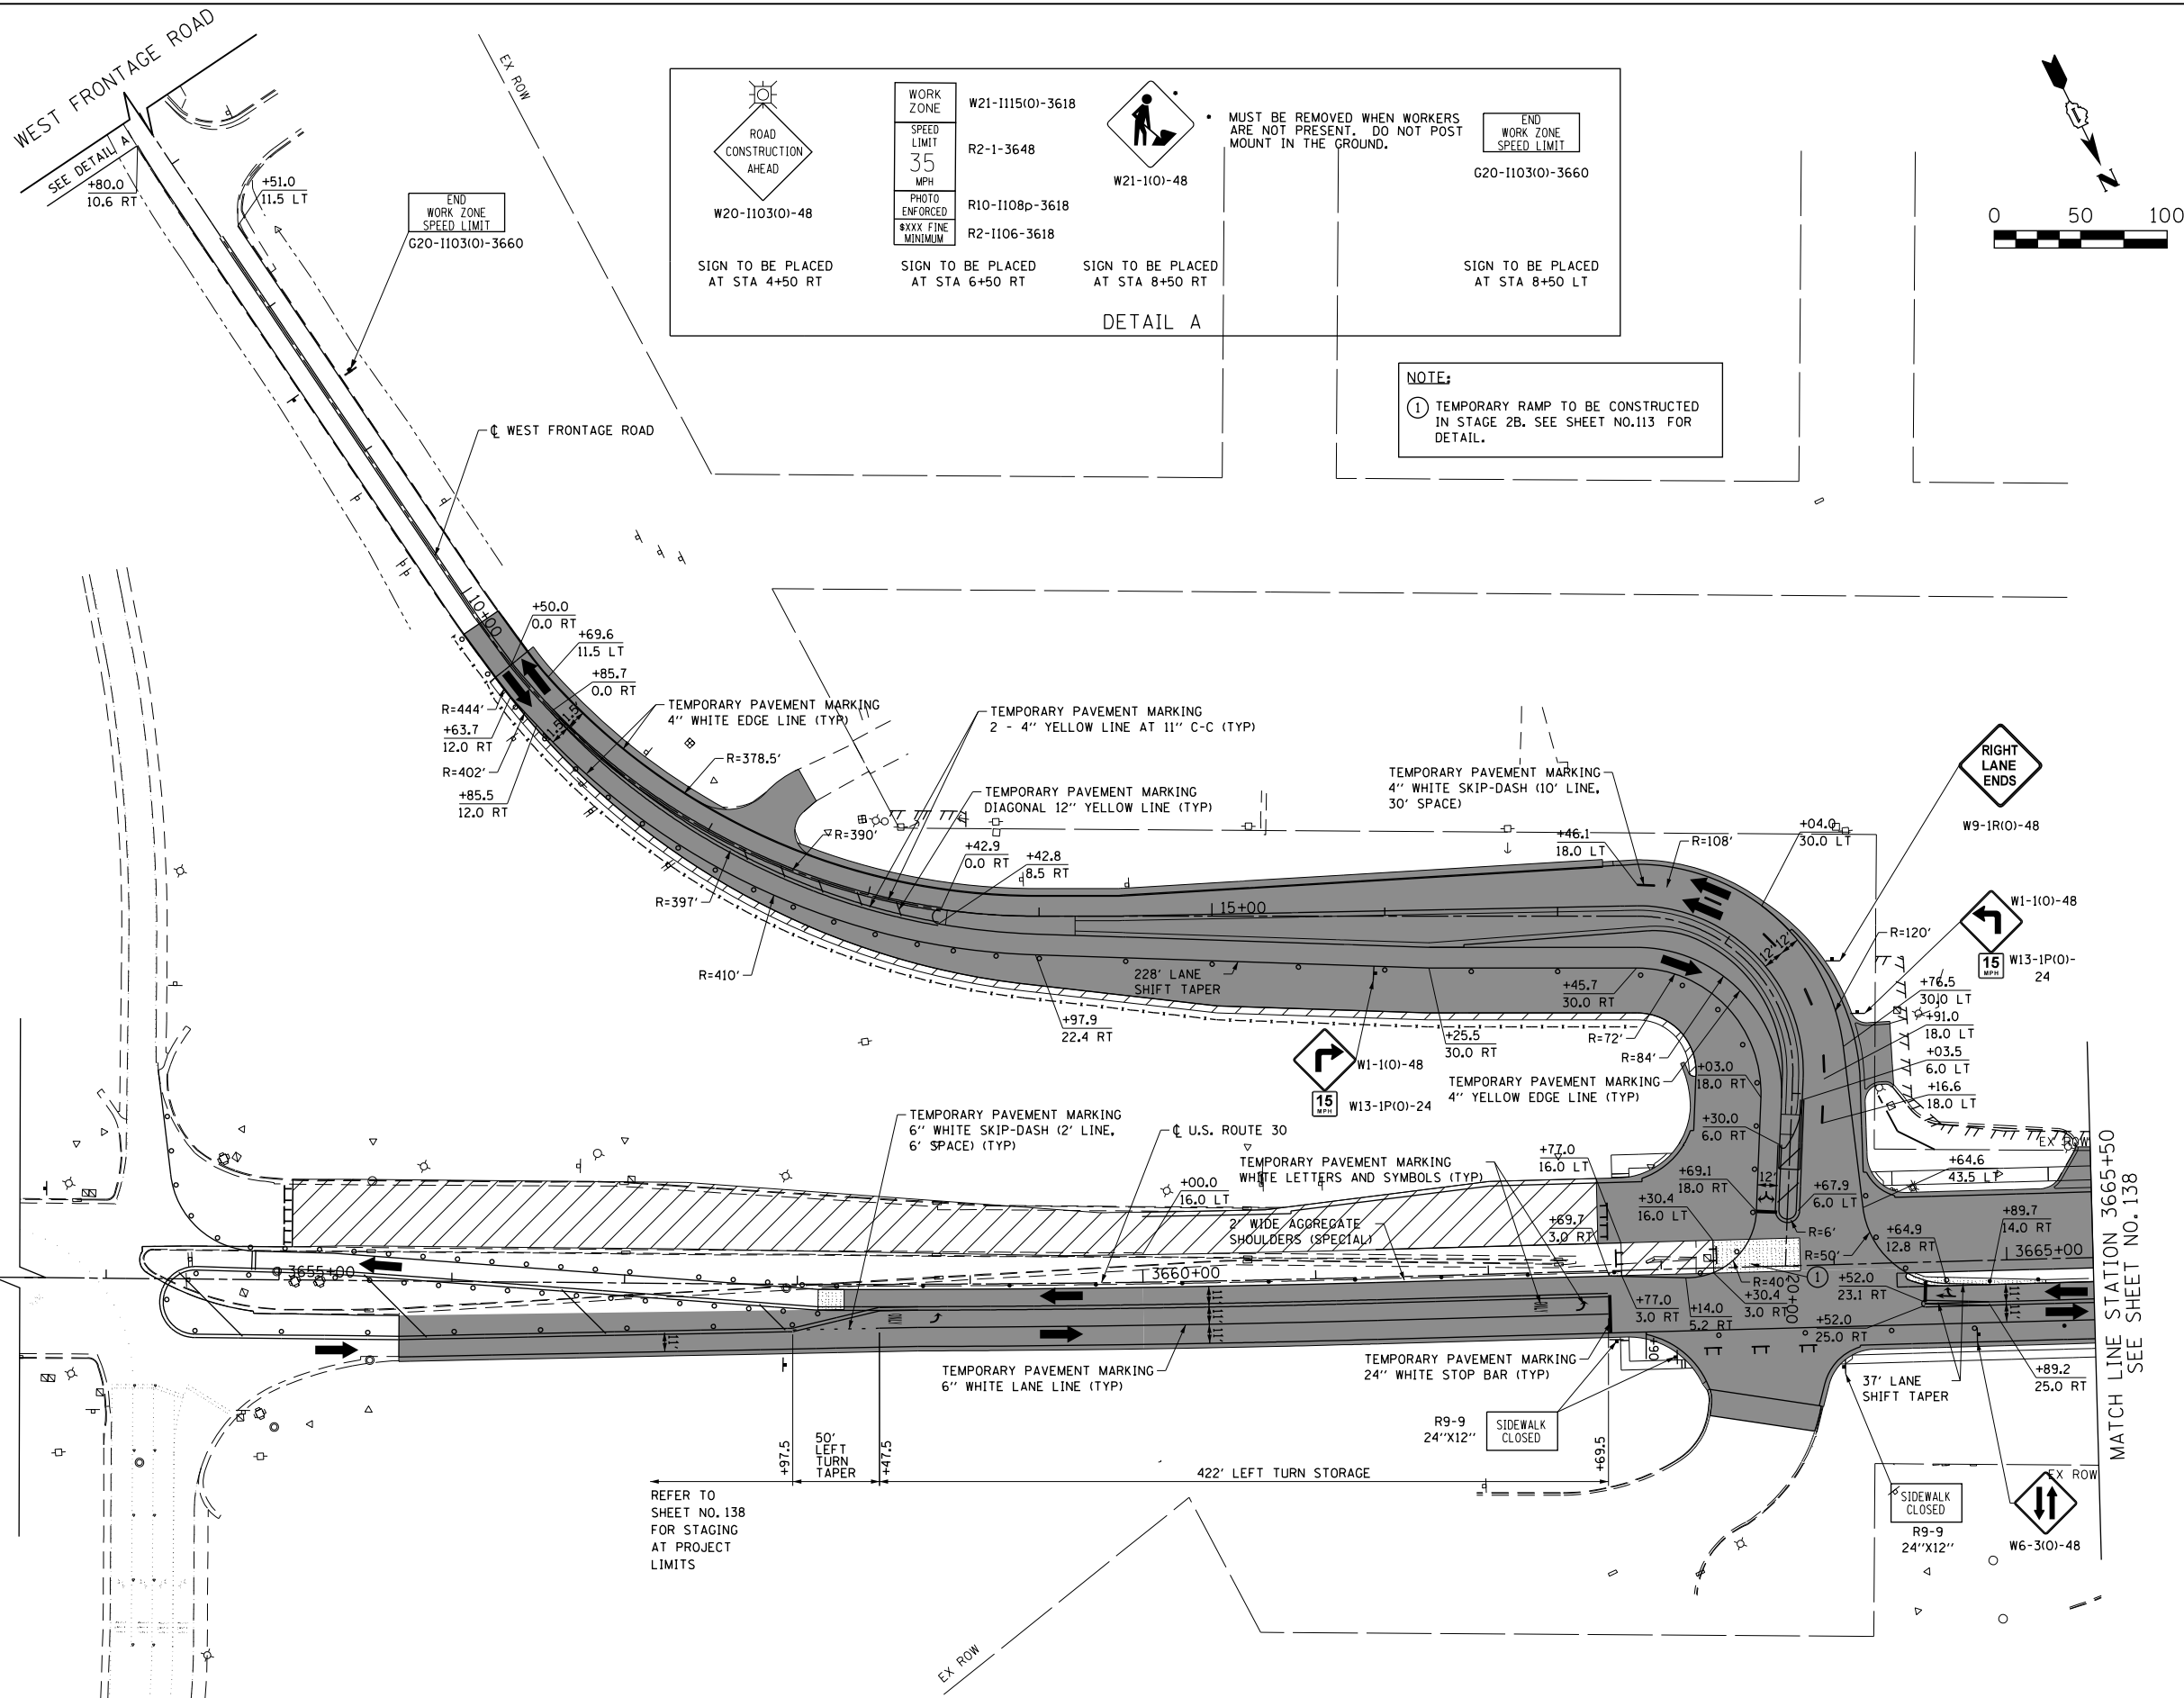 WEST FRONTAGE ROAD
SEE DETAIL A
+80.0
10.6 RT
+51.0
11.5 LT
EX ROW
END
WORK ZONE
SPEED LIMIT
G20-I103(O)-3660
ROAD
CONSTRUCTION
AHEAD
W20-I103(O)-48
SIGN TO BE PLACED
AT STA 4+50 RT
WORK
ZONE
W21-I115(O)-3618
SPEED
LIMIT
35
MPH
R2-1-3648
PHOTO
ENFORCED
R10-I108p-3618
$XXX FINE
MINIMUM
R2-I106-3618
SIGN TO BE PLACED
AT STA 6+50 RT
W21-1(O)-48
SIGN TO BE PLACED
AT STA 8+50 RT
• MUST BE REMOVED WHEN WORKERS
ARE NOT PRESENT. DO NOT POST
MOUNT IN THE GROUND.
END
WORK ZONE
SPEED LIMIT
G20-I103(O)-3660
SIGN TO BE PLACED
AT STA 8+50 LT
DETAIL A
N
0 50 100
NOTE:
1 TEMPORARY RAMP TO BE CONSTRUCTED
IN STAGE 2B. SEE SHEET NO.113 FOR
DETAIL.
℄ WEST FRONTAGE ROAD
10+00
+50.0
0.0 RT
+69.6
11.5 LT
+85.7
0.0 RT
R=444'
+63.7
12.0 RT
R=402'
+85.5
12.0 RT
TEMPORARY PAVEMENT MARKING
4" WHITE EDGE LINE (TYP)
R=378.5'
TEMPORARY PAVEMENT MARKING
2 - 4" YELLOW LINE AT 11" C-C (TYP)
TEMPORARY PAVEMENT MARKING
DIAGONAL 12" YELLOW LINE (TYP)
R=390'
+42.9
0.0 RT
+42.8
8.5 RT
R=397'
R=410'
15+00
TEMPORARY PAVEMENT MARKING
4" WHITE SKIP-DASH (10' LINE,
30' SPACE)
+46.1
18.0 LT
R=108'
+04.0
30.0 LT
RIGHT
LANE
ENDS
W9-1R(O)-48
W1-1(O)-48
15
MPH
W13-1P(O)-
24
R=120'
12' 12'
+76.5
30.0 LT
+91.0
18.0 LT
+03.5
6.0 LT
+16.6
18.0 LT
228' LANE
SHIFT TAPER
+97.9
22.4 RT
+45.7
30.0 RT
+25.5
30.0 RT
R=72'
R=84'
W1-1(O)-48
15
MPH
W13-1P(O)-24
TEMPORARY PAVEMENT MARKING
4" YELLOW EDGE LINE (TYP)
+03.0
18.0 RT
+30.0
6.0 RT
+69.1
18.0 RT
12'
+67.9
6.0 LT
EX ROW
+64.6
43.5 LT
TEMPORARY PAVEMENT MARKING
6" WHITE SKIP-DASH (2' LINE,
6' SPACE) (TYP)
℄ U.S. ROUTE 30
TEMPORARY PAVEMENT MARKING
WHITE LETTERS AND SYMBOLS (TYP)
+00.0
16.0 LT
2' WIDE AGGREGATE
SHOULDERS (SPECIAL)
+77.0
16.0 LT
+30.4
16.0 LT
+69.7
3.0 RT
R=6'
R=50'
R=40'
1
+64.9
12.8 RT
+89.7
14.0 RT
3665+00
3655+00
3660+00
11'
11'
11'
11'
+77.0
3.0 RT
+14.0
5.2 RT
+30.4
3.0 RT
20+00
+52.0
23.1 RT
+52.0
25.0 RT
11'
11'
TEMPORARY PAVEMENT MARKING
6" WHITE LANE LINE (TYP)
TEMPORARY PAVEMENT MARKING
24" WHITE STOP BAR (TYP)
37' LANE
SHIFT TAPER
+89.2
25.0 RT
R9-9
24"X12"
SIDEWALK
CLOSED
+97.5
50'
LEFT
TURN
TAPER
+47.5
422' LEFT TURN STORAGE
+69.5
REFER TO
SHEET NO. 138
FOR STAGING
AT PROJECT
LIMITS
EX ROW
EX ROW
SIDEWALK
CLOSED
R9-9
24"X12"
W6-3(O)-48
MATCH LINE STATION 3665+50
SEE SHEET NO. 138